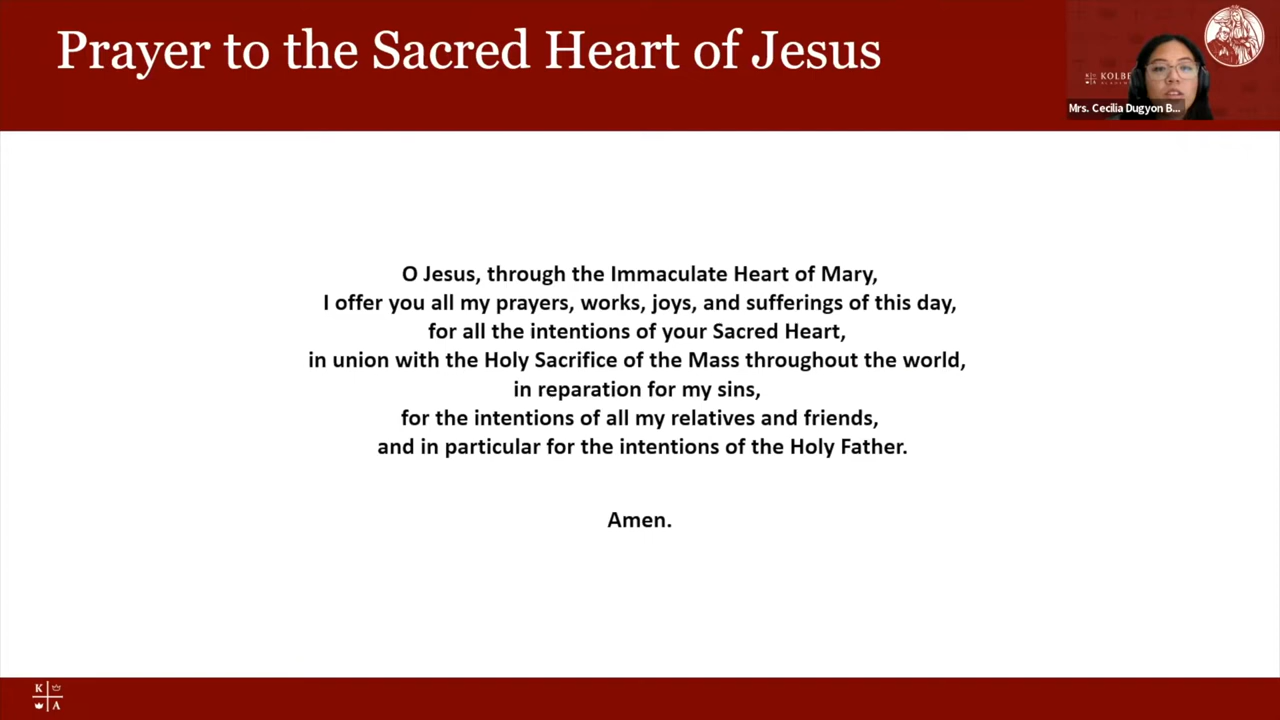 Prayer to the Sacred Heart of Jesus
KOLBE
Mrs. Cecilia Dugyon B...
O Jesus, through the Immaculate Heart of Mary,
I offer you all my prayers, works, joys, and sufferings of this day,
for all the intentions of your Sacred Heart,
in union with the Holy Sacrifice of the Mass throughout the world,
in reparation for my sins,
for the intentions of all my relatives and friends,
and in particular for the intentions of the Holy Father.
Amen.
K
A